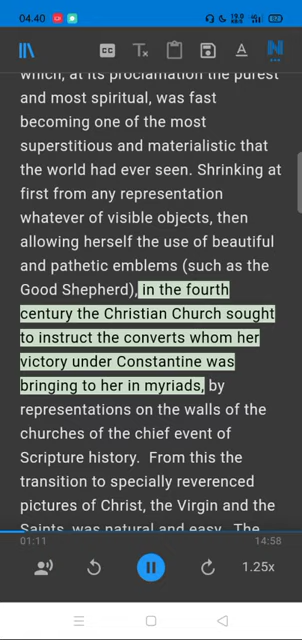 04.40
which, at its proclamation the purest
and most spiritual, was fast
becoming one of the most
superstitious and materialistic that
the world had ever seen. Shrinking at
first from any representation
whatever of visible objects, then
allowing herself the use of beautiful
and pathetic emblems (such as the
Good Shepherd), in the fourth
century the Christian Church sought
to instruct the converts whom her
victory under Constantine was
bringing to her in myriads, by
representations on the walls of the
churches of the chief event of
Scripture history.  From this the
transition to specially reverenced
pictures of Christ, the Virgin and the
Saints, was natural and easy.  The
01:11 14:58
1.25x